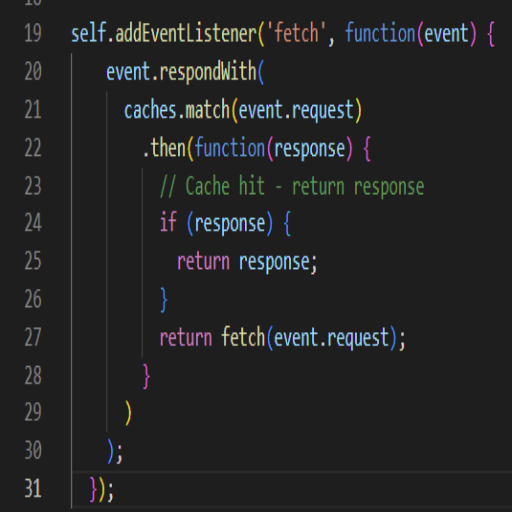 19 self.addEventListener('fetch', function(event) {
20 event.respondWith(
21 caches.match(event.request)
22 .then(function(response) {
23 // Cache hit - return response
24 if (response) {
25 return response;
26 }
27 return fetch(event.request);
28 }
29 )
30 );
31 });